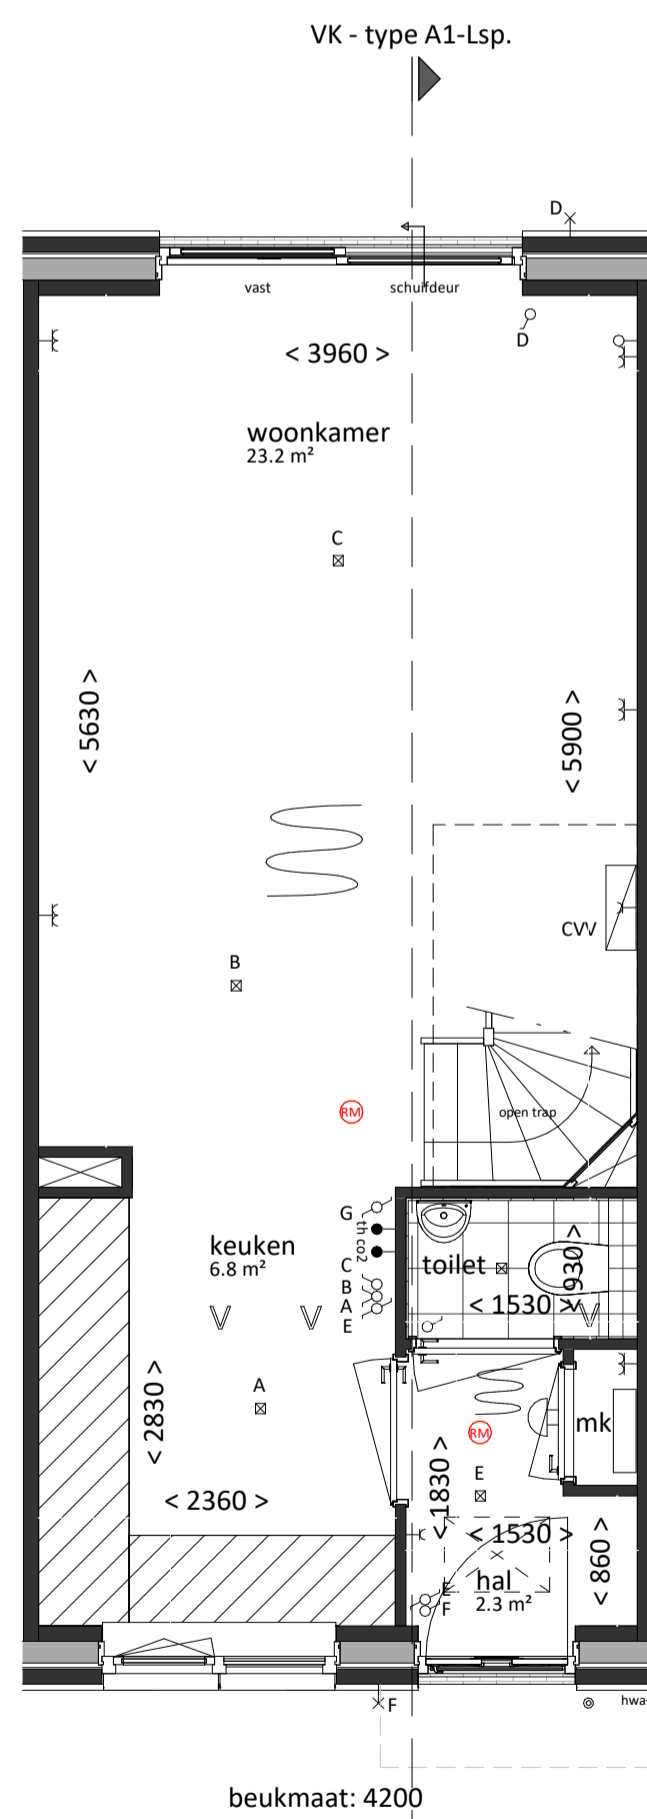 VK - type A1-Lsp.
D
vast
schuifdeur
D
< 3960 >
woonkamer
23.2 m²
C
< 5630 >
< 5900 >
CVV
B
RM
open trap
G
th co2
C
B
A
E
keuken
6.8 m²
toilet
< 930 >
< 1530 >
A
< 2830 >
< 2360 >
mk
RM
E
< 1830 >
< 1530 >
< 860 >
hal
2.3 m²
E
F
F
hwa
beukmaat: 4200